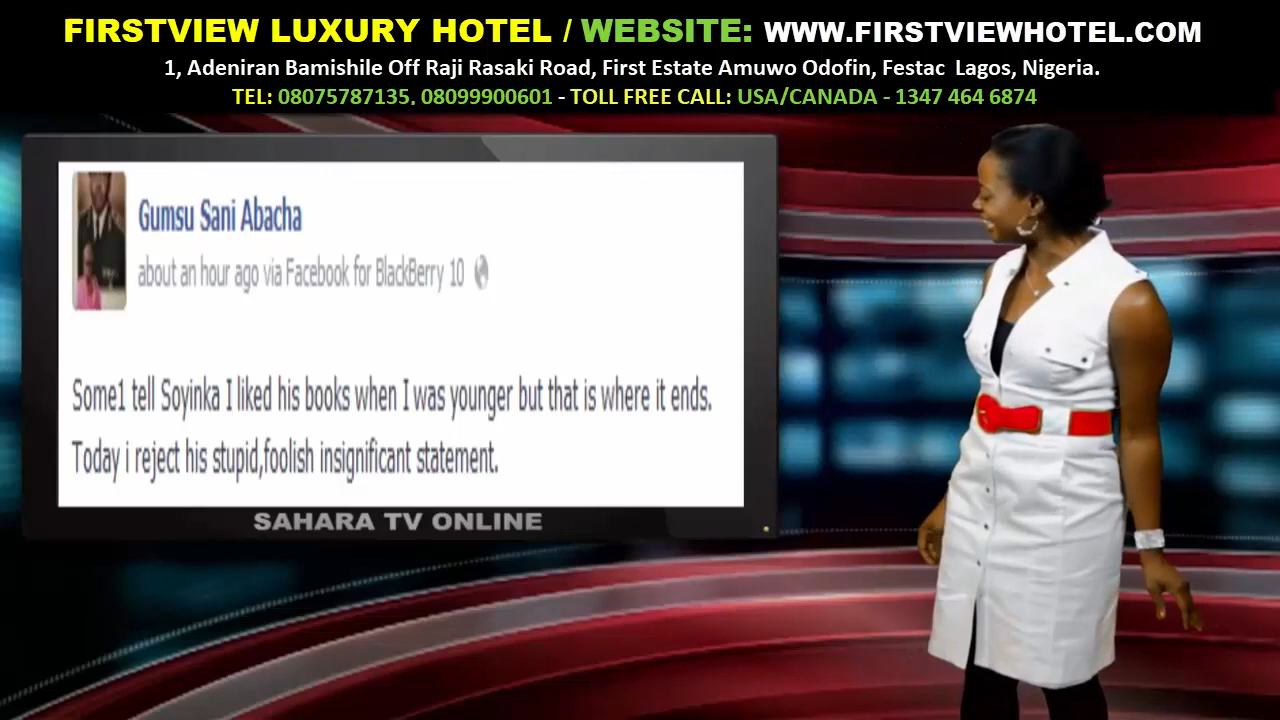 FIRSTVIEW LUXURY HOTEL / WEBSITE: WWW.FIRSTVIEWHOTEL.COM
1, Adeniran Bamishile Off Raji Rasaki Road, First Estate Amuwo Odofin, Festac Lagos, Nigeria.
TEL: 08075787135. 08099900601 - TOLL FREE CALL: USA/CANADA - 1347 464 6874
Gumsu Sani Abacha
about an hour ago via Facebook for BlackBerry 10
Some1 tell Soyinka I liked his books when I was younger but that is where it ends.
Today i reject his stupid,foolish insignificant statement.
SAHARA TV ONLINE